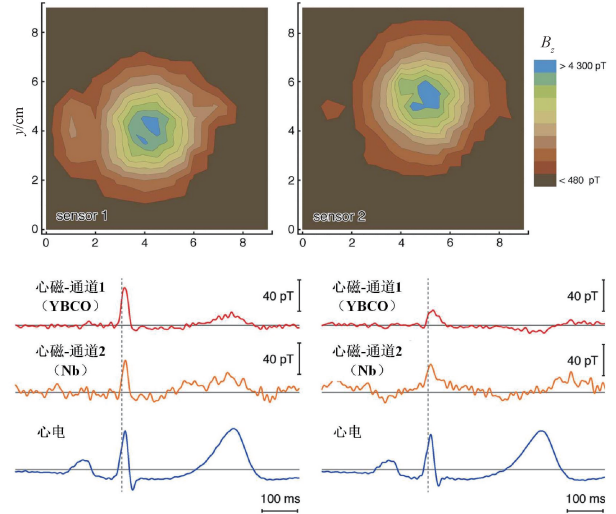 B_z
8
6
4
2
0
y/cm
sensor 1
0
2
4
6
8
8
6
4
2
0
sensor 2
0
2
4
6
8
> 4 300 pT
< 480 pT
心磁-通道1
（YBCO）
40 pT
心磁-通道2
（Nb）
40 pT
心电
100 ms
心磁-通道1
（YBCO）
40 pT
心磁-通道2
（Nb）
40 pT
心电
100 ms